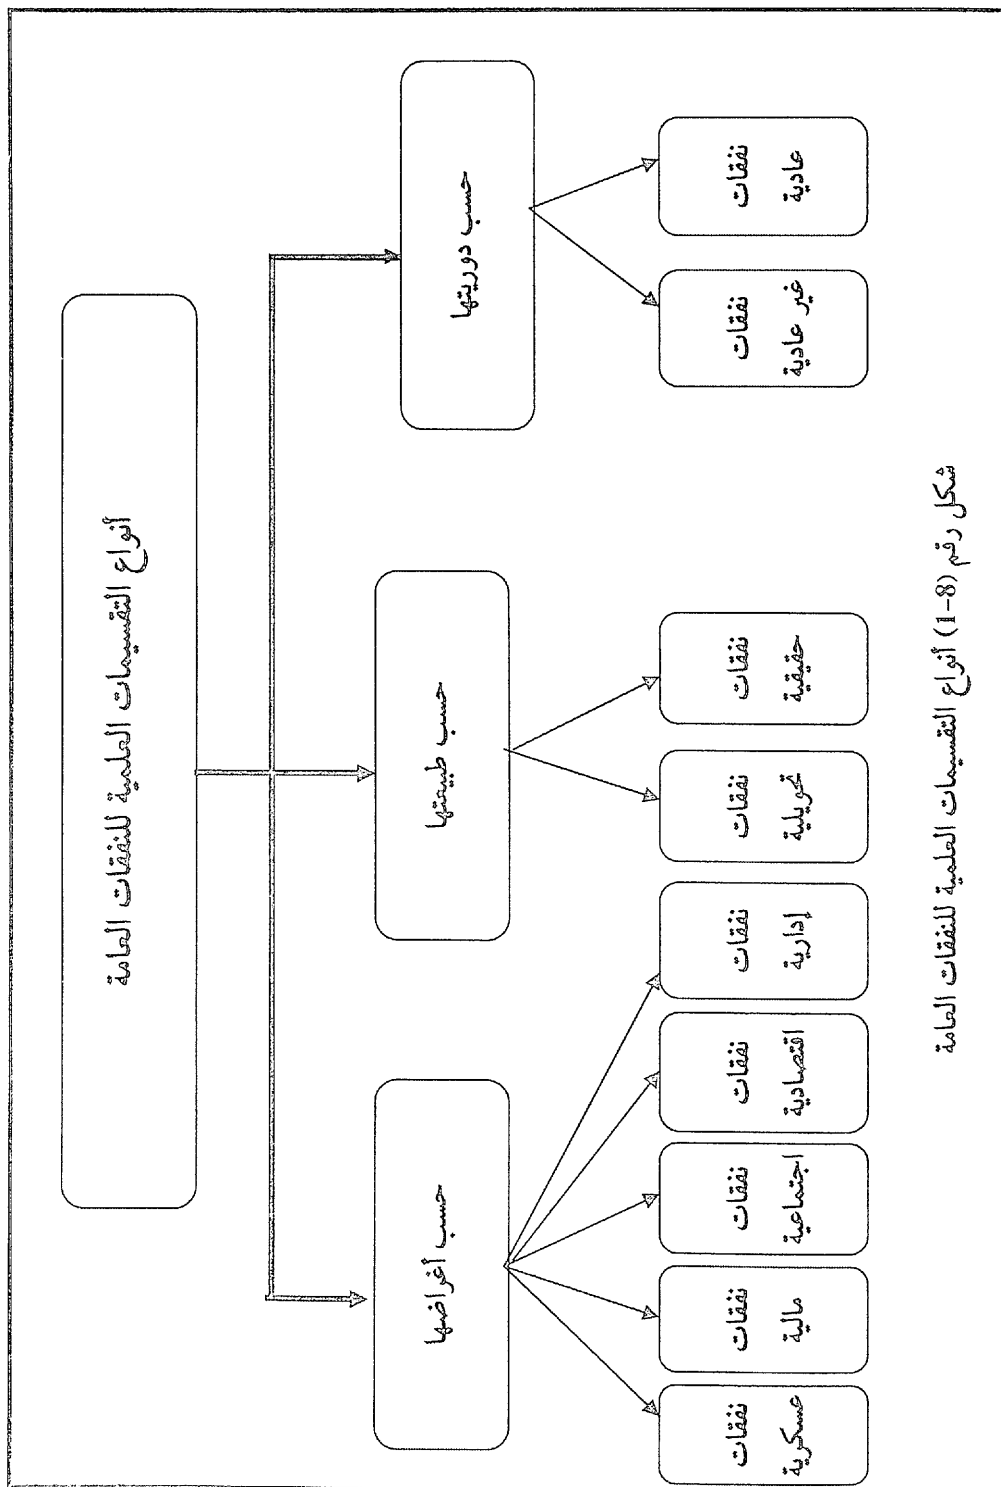 أنواع التقسيمات العلمية للنفقات العامة
حسب دوريتها
حسب طبيعتها
حسب أغراضها
نفقات
عادية
نفقات
غير عادية
نفقات
حقيقية
نفقات
تحويلية
نفقات
إدارية
نفقات
اقتصادية
نفقات
اجتماعية
نفقات
مالية
نفقات
عسكرية
شكل رقم (8-1) أنواع التقسيمات العلمية للنفقات العامة